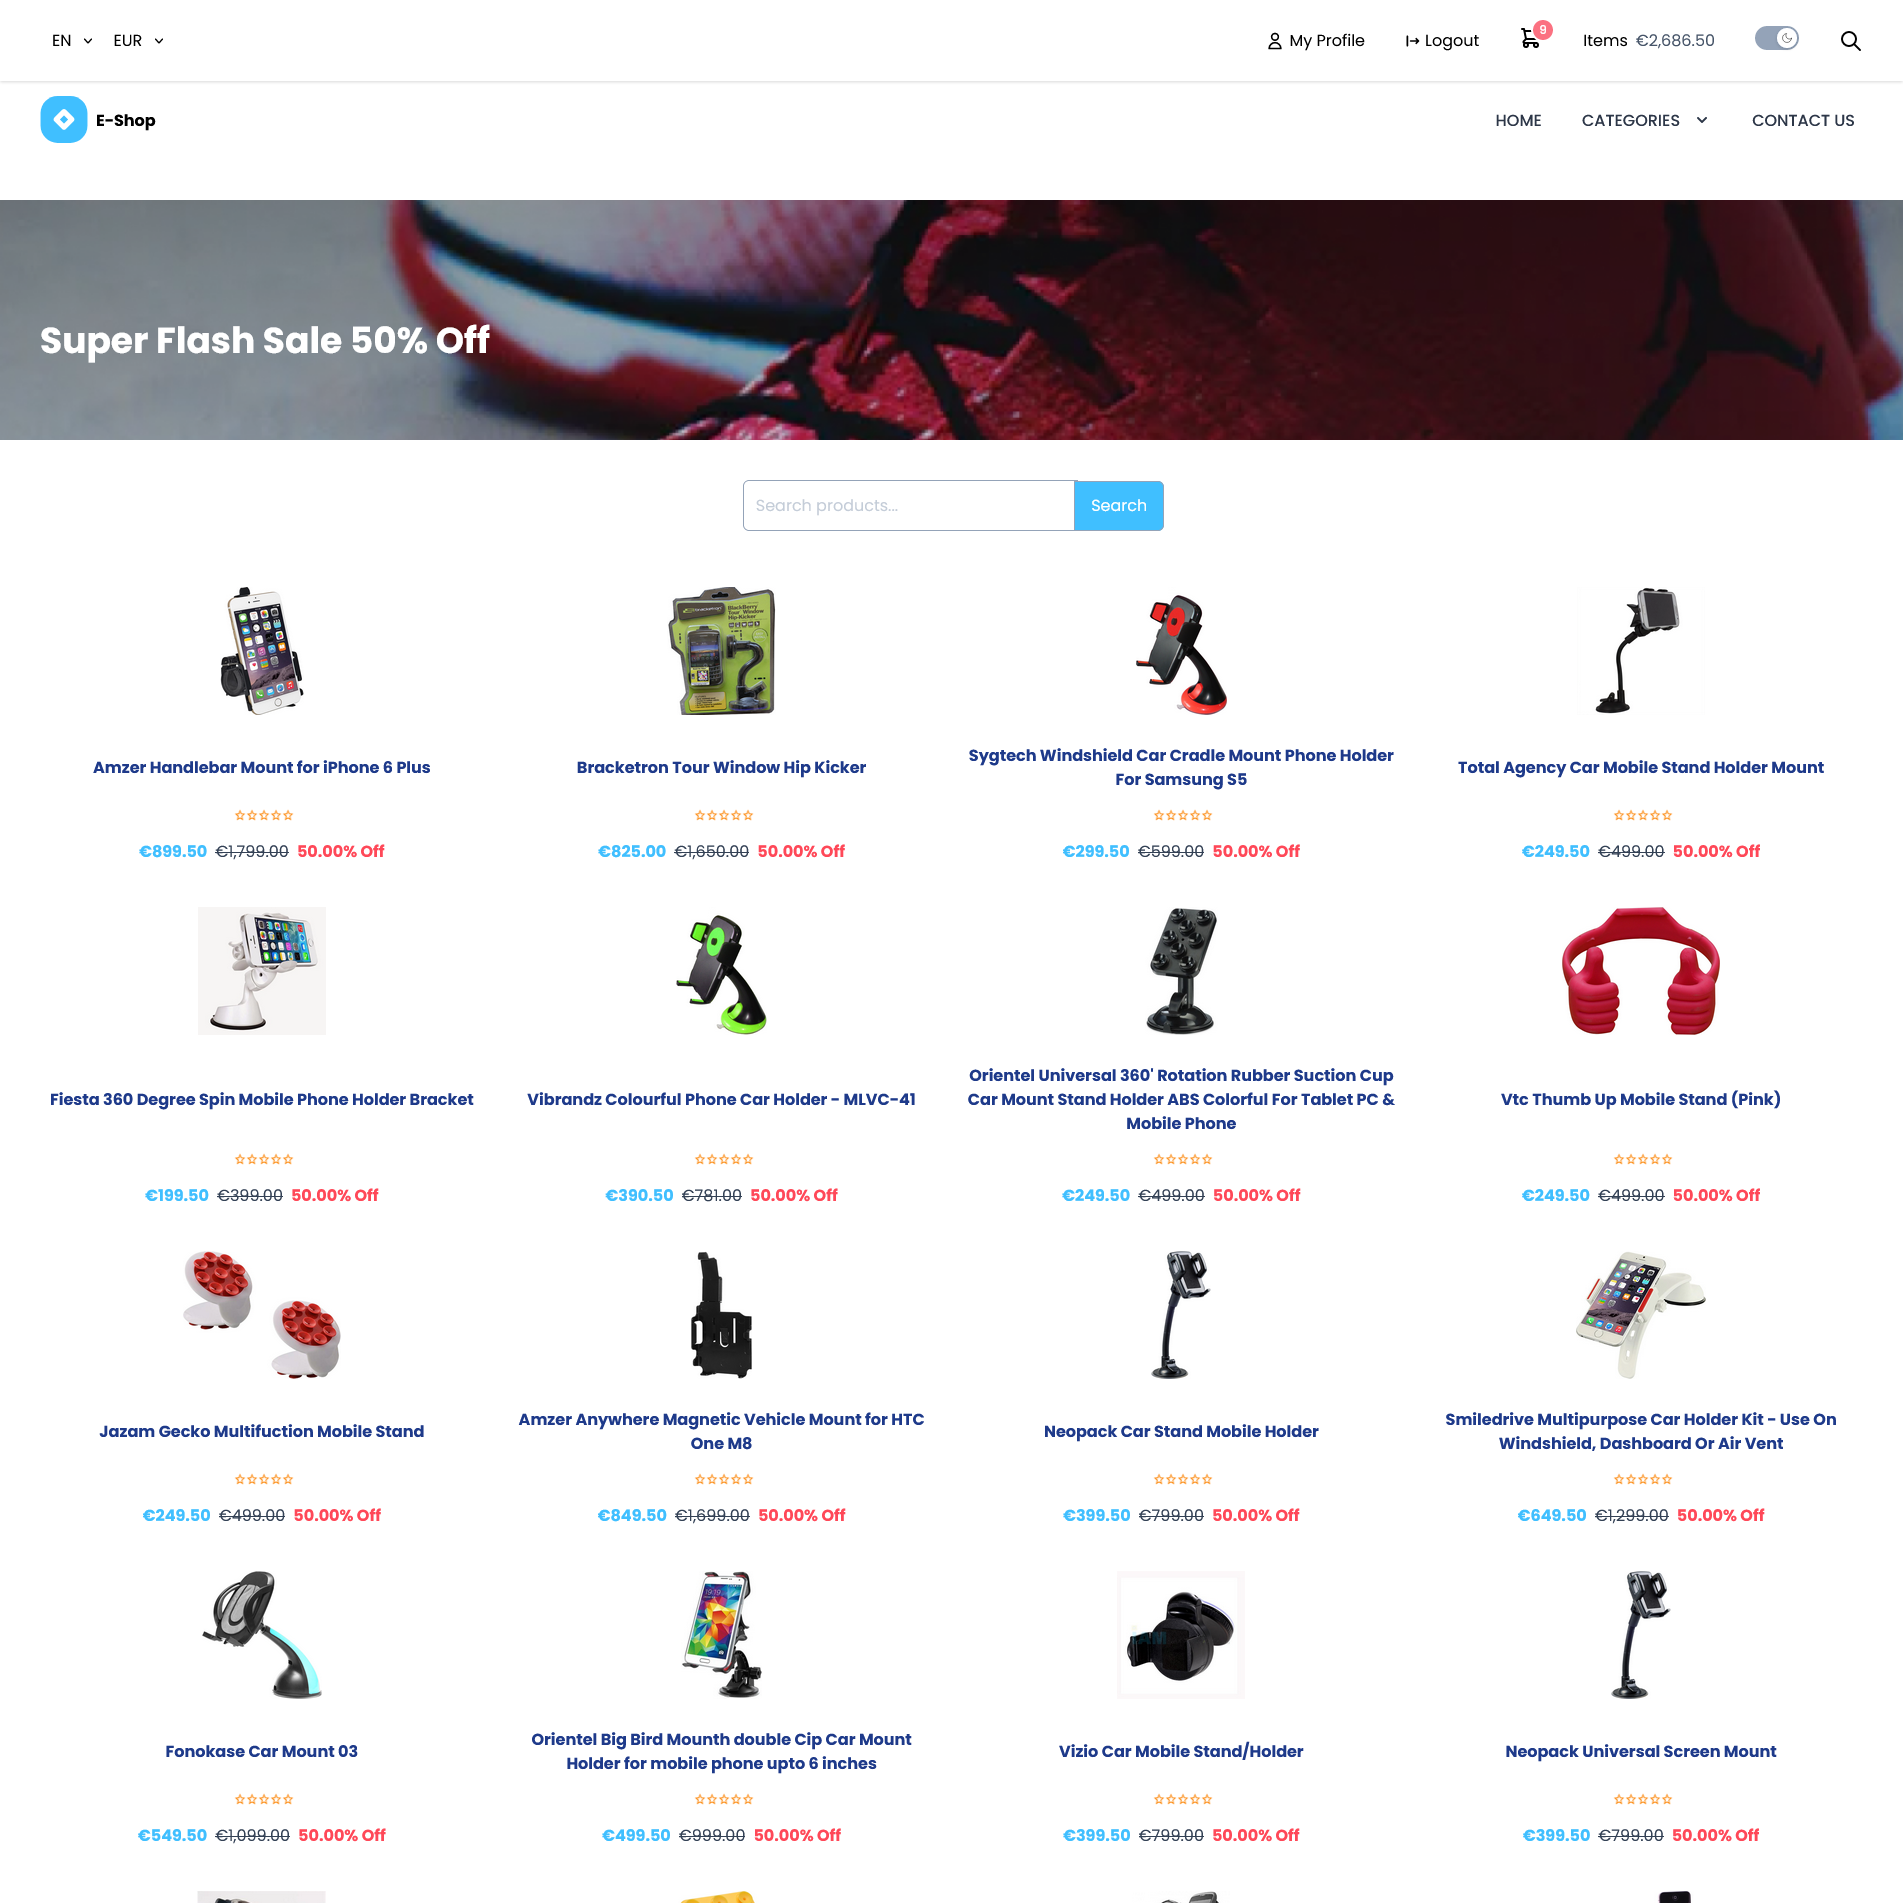 EN EUR My Profile Logout 9 Items €2,686.50
E-Shop HOME CATEGORIES CONTACT US
Super Flash Sale 50% Off
Search products... Search
BlackBerry
Tour Window
Hip-Kicker
Amzer Handlebar Mount for iPhone 6 Plus
€899.50 €1,799.00 50.00% Off
Bracketron Tour Window Hip Kicker
€825.00 €1,650.00 50.00% Off
Sygtech Windshield Car Cradle Mount Phone Holder
For Samsung S5
€299.50 €599.00 50.00% Off
Total Agency Car Mobile Stand Holder Mount
€249.50 €499.00 50.00% Off
Fiesta 360 Degree Spin Mobile Phone Holder Bracket
€199.50 €399.00 50.00% Off
Vibrandz Colourful Phone Car Holder - MLVC-41
€390.50 €781.00 50.00% Off
Orientel Universal 360' Rotation Rubber Suction Cup
Car Mount Stand Holder ABS Colorful For Tablet PC &
Mobile Phone
€249.50 €499.00 50.00% Off
Vtc Thumb Up Mobile Stand (Pink)
€249.50 €499.00 50.00% Off
Jazam Gecko Multifuction Mobile Stand
€249.50 €499.00 50.00% Off
Amzer Anywhere Magnetic Vehicle Mount for HTC
One M8
€849.50 €1,699.00 50.00% Off
Neopack Car Stand Mobile Holder
€399.50 €799.00 50.00% Off
Smiledrive Multipurpose Car Holder Kit - Use On
Windshield, Dashboard Or Air Vent
€649.50 €1,299.00 50.00% Off
Fonokase Car Mount 03
€549.50 €1,099.00 50.00% Off
Orientel Big Bird Mounth double Cip Car Mount
Holder for mobile phone upto 6 inches
€499.50 €999.00 50.00% Off
Vizio Car Mobile Stand/Holder
€399.50 €799.00 50.00% Off
Neopack Universal Screen Mount
€399.50 €799.00 50.00% Off